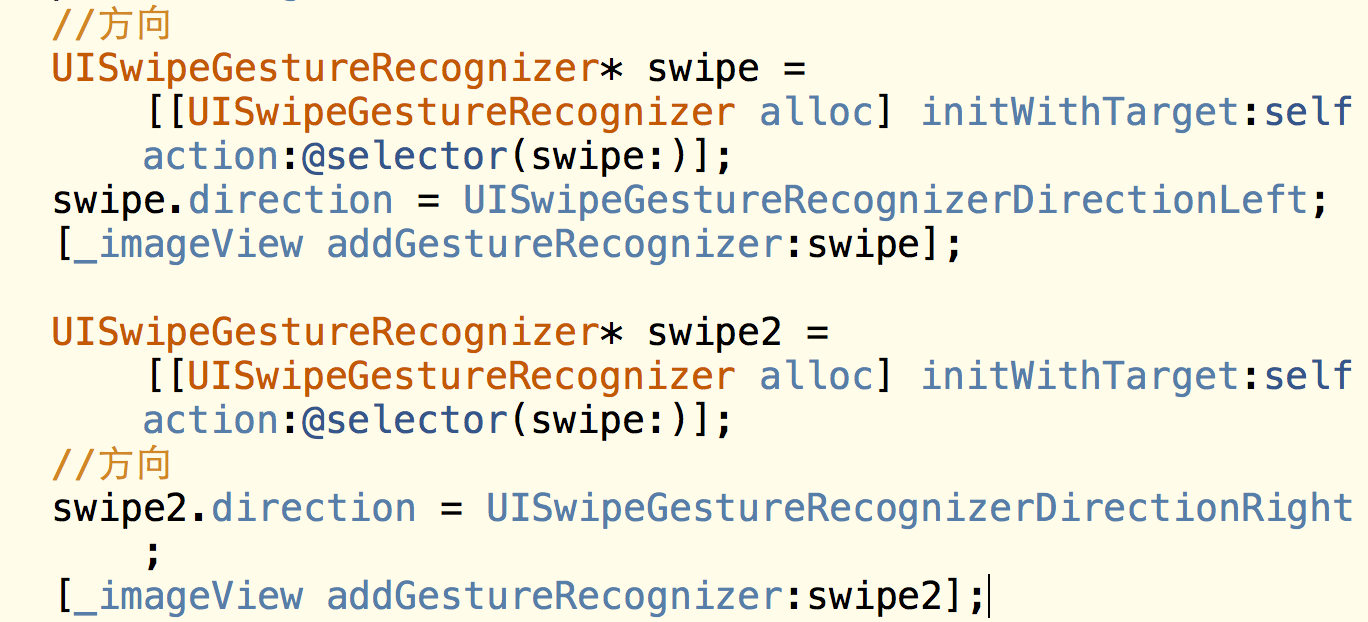 //方向
UISwipeGestureRecognizer* swipe =
[[UISwipeGestureRecognizer alloc] initWithTarget:self
action:@selector(swipe:)];
swipe.direction = UISwipeGestureRecognizerDirectionLeft;
[_imageView addGestureRecognizer:swipe];

UISwipeGestureRecognizer* swipe2 =
[[UISwipeGestureRecognizer alloc] initWithTarget:self
action:@selector(swipe:)];
//方向
swipe2.direction = UISwipeGestureRecognizerDirectionRight
;
[_imageView addGestureRecognizer:swipe2];